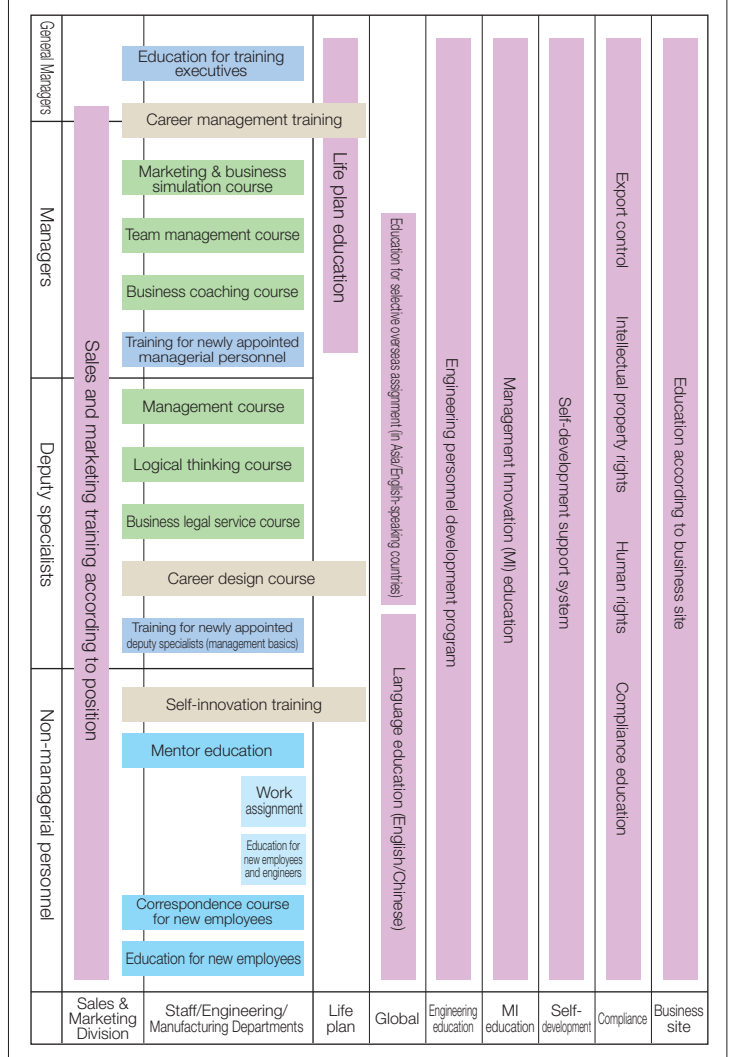 General Managers
Education for training
executives
Career management training
Managers
Marketing & business
simulation course
Team management course
Business coaching course
Training for newly appointed
managerial personnel
Deputy specialists
Management course
Logical thinking course
Business legal service course
Career design course
Training for newly appointed
deputy specialists (management basics)
Non-managerial personnel
Self-innovation training
Mentor education
Work
assignment
Education for
new employees
and engineers
Correspondence course
for new employees
Education for new employees
Sales and marketing training according to position
Life plan education
Education for selective overseas assignment (in Asia/English-speaking countries)
Language education (English/Chinese)
Engineering personnel development program
Management Innovation (MI) education
Self-development support system
Export control
Intellectual property rights
Human rights
Compliance education
Education according to business site
Sales &
Marketing
Division
Staff/Engineering/
Manufacturing Departments
Life
plan
Global
Engineering
education
MI
education
Self-
development
Compliance
Business
site